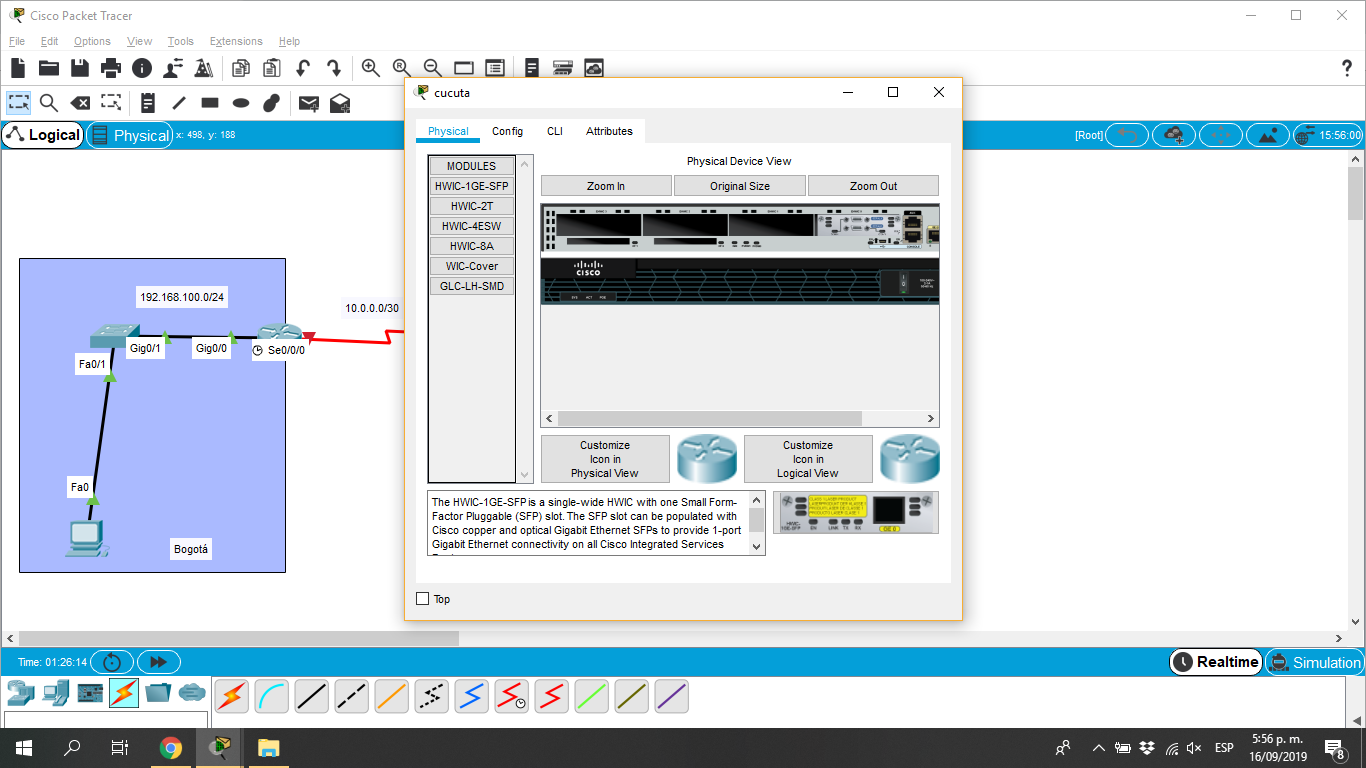 Cisco Packet Tracer
File Edit Options View Tools Extensions Help
cucuta
Logical
Physical
x: 498, y: 188
[Root]
15:56:00
Physical Config CLI Attributes
MODULES
HWIC-1GE-SFP
HWIC-2T
HWIC-4ESW
HWIC-8A
WIC-Cover
GLC-LH-SMD
Physical Device View
Zoom In
Original Size
Zoom Out
CISCO
Customize
Icon in
Physical View
Customize
Icon in
Logical View
The HWIC-1GE-SFP is a single-wide HWIC with one Small Form-
Factor Pluggable (SFP) slot. The SFP slot can be populated with
Cisco copper and optical Gigabit Ethernet SFPs to provide 1-port
Gigabit Ethernet connectivity on all Cisco Integrated Services
Top
192.168.100.0/24
10.0.0.0/30
Gig0/1
Gig0/0
Se0/0/0
Fa0/1
Fa0
Bogotá
Time: 01:26:14
Realtime
Simulation
ESP
5:56 p. m.
16/09/2019
8